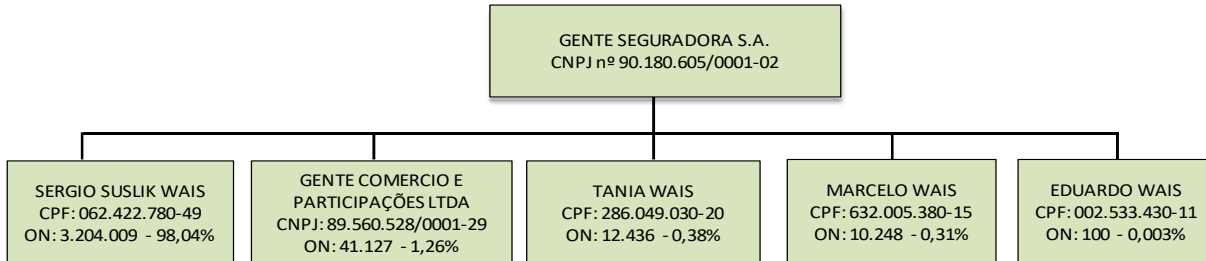 GENTE SEGURADORA S.A.
CNPJ nº 90.180.605/0001-02
SERGIO SUSLIK WAIS
CPF: 062.422.780-49
ON: 3.204.009 - 98,04%
GENTE COMERCIO E
PARTICIPAÇÕES LTDA
CNPJ: 89.560.528/0001-29
ON: 41.127 - 1,26%
TANIA WAIS
CPF: 286.049.030-20
ON: 12.436 - 0,38%
MARCELO WAIS
CPF: 632.005.380-15
ON: 10.248 - 0,31%
EDUARDO WAIS
CPF: 002.533.430-11
ON: 100 - 0,003%